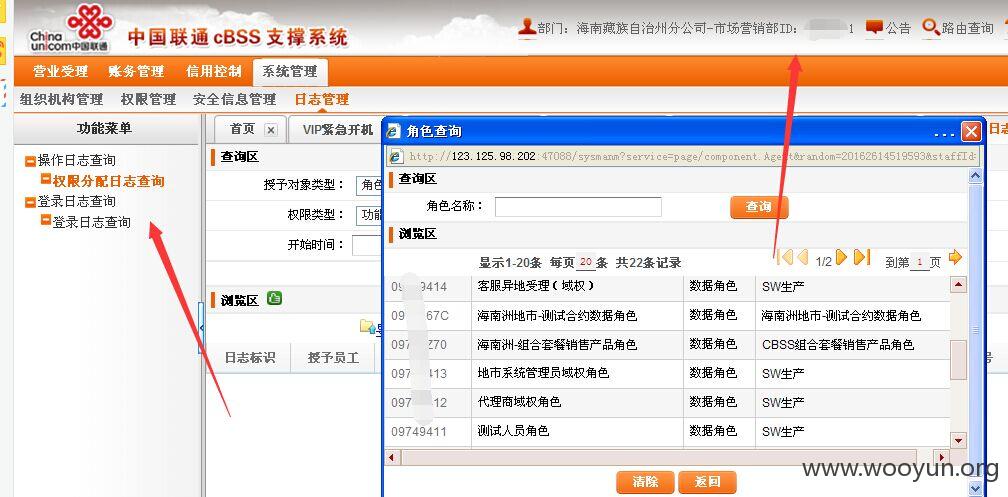 China unicom中国联通 中国联通 cBSS 支撑系统
部门：海南藏族自治州分公司-市场营销部ID： 1 公告 路由查询
营业受理 账务管理 信用控制 系统管理
组织机构管理 权限管理 安全信息管理 日志管理
功能菜单
操作日志查询
权限分配日志查询
登录日志查询
登录日志查询
首页 x VIP紧急开机
查询区
授予对象类型： 角色
权限类型： 功能
开始时间：
浏览区
日志标识 授予员工
日志
号
角色查询
http://123.125.98.202:47088/sysmanm?service=page/component.Agent&random=20162614519593&staffId=
查询区
角色名称： 查询
浏览区
显示1-20条 每页 20 条 共22条记录 1/2 到第 1 页
09 9414 客服异地受理（域权） 数据角色 SW生产
09 67C 海南洲地市-测试合约数据角色 数据角色 海南洲地市-测试合约数据角色
097 Z70 海南洲-组合套餐销售产品角色 数据角色 CBSS组合套餐销售产品角色
097 413 地市系统管理员域权角色 数据角色 SW生产
097 12 代理商域权角色 数据角色 SW生产
09749411 测试人员角色 数据角色 SW生产
清除 返回
www.wooyun.org